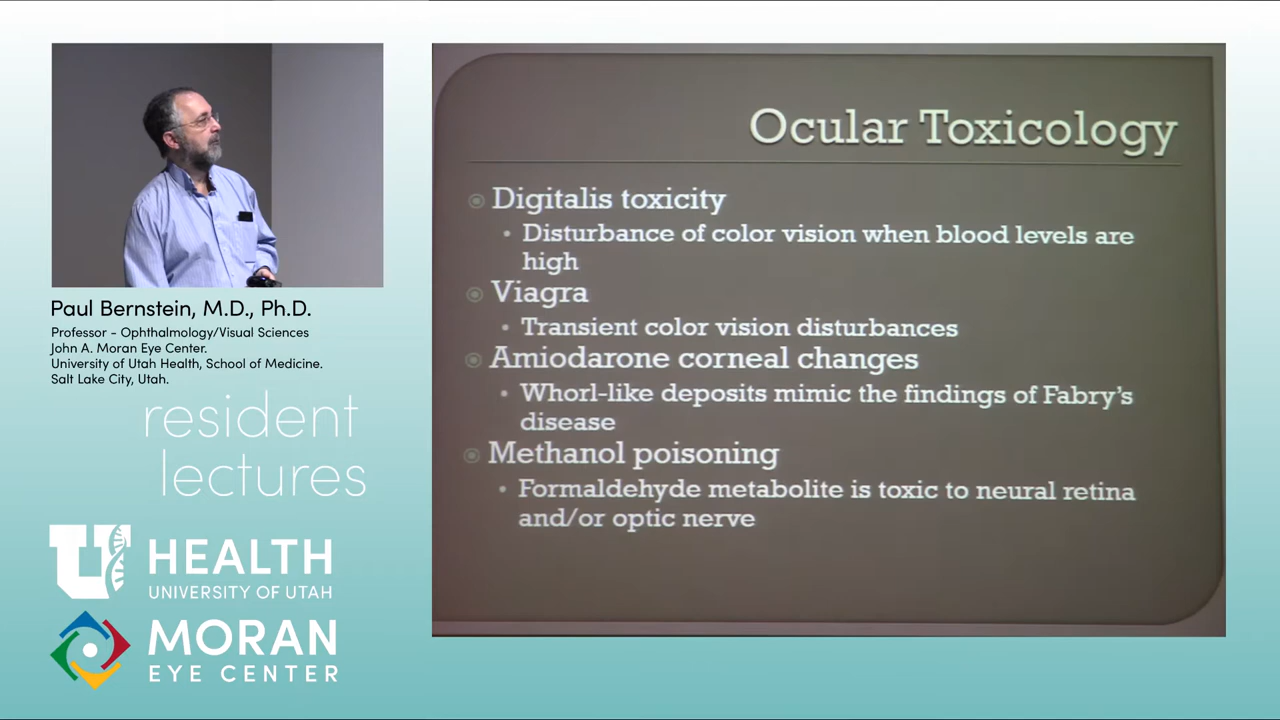 Ocular Toxicology
Digitalis toxicity
Disturbance of color vision when blood levels are
high
Viagra
Transient color vision disturbances
Amiodarone corneal changes
Whorl-like deposits mimic the findings of Fabry's
disease
Methanol poisoning
Formaldehyde metabolite is toxic to neural retina
and/or optic nerve
Paul Bernstein, M.D., Ph.D.
Professor - Ophthalmology/Visual Sciences
John A. Moran Eye Center.
University of Utah Health, School of Medicine.
Salt Lake City, Utah.
resident
lectures
U HEALTH
UNIVERSITY OF UTAH
MORAN
EYE CENTER